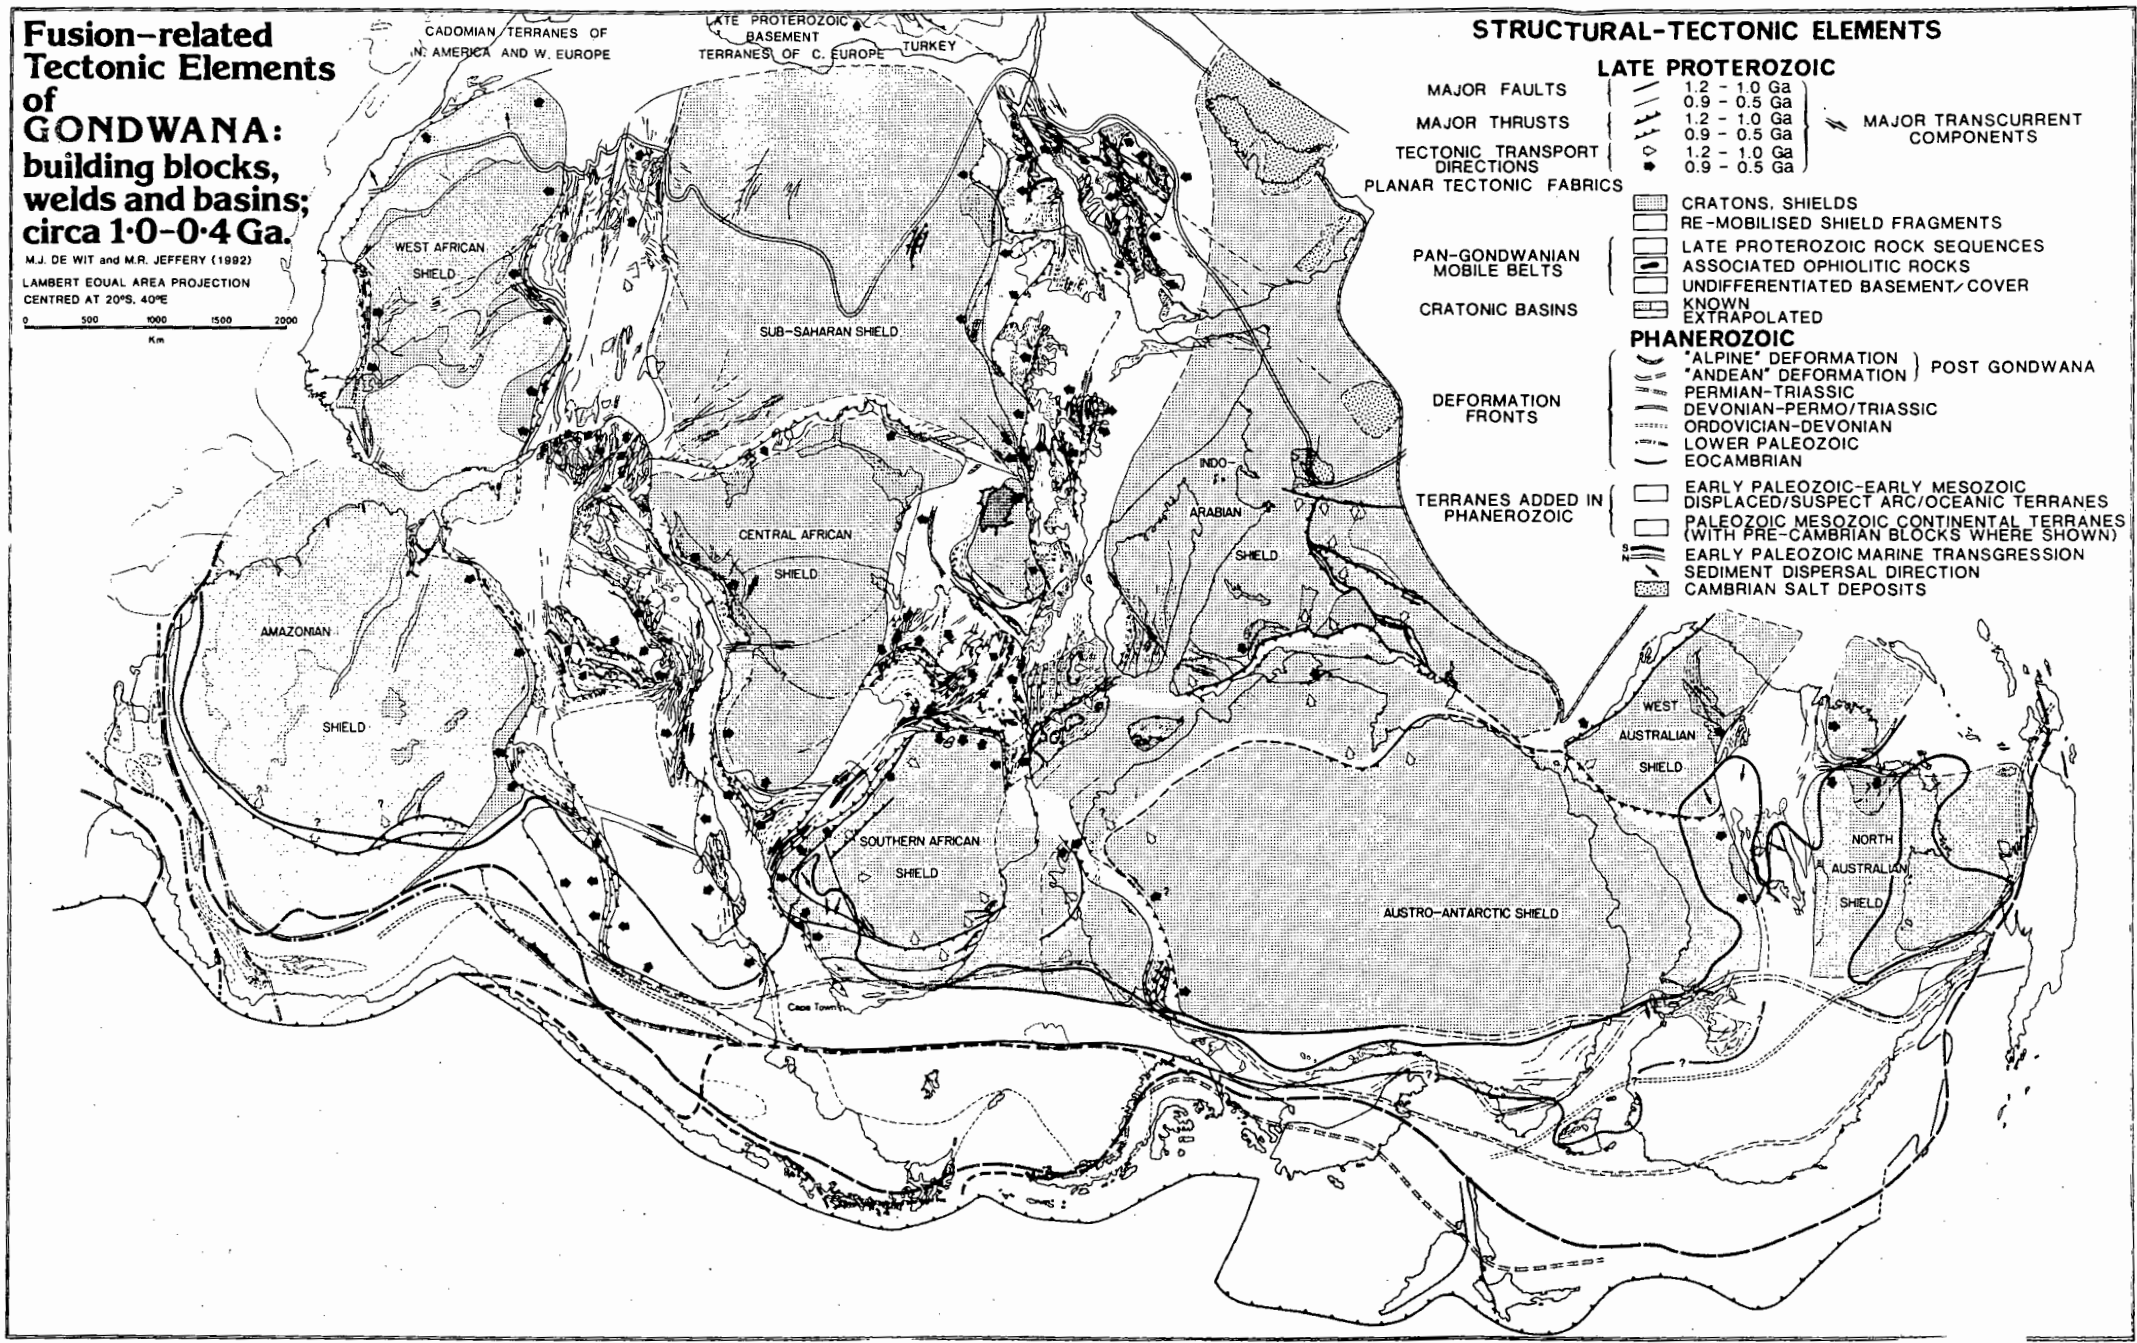 Fusion-related
Tectonic Elements
of
GONDWANA:
building blocks,
welds and basins;
circa 1·0-0·4 Ga.
M.J. DE WIT and M.R. JEFFERY (1992)
LAMBERT EQUAL AREA PROJECTION
CENTRED AT 20°S, 40°E
0 500 1000 1500 2000
Km
CADOMIAN TERRANES OF
N. AMERICA AND W. EUROPE
LATE PROTEROZOIC
BASEMENT
TERRANES OF C. EUROPE
TURKEY
STRUCTURAL-TECTONIC ELEMENTS
LATE PROTEROZOIC
MAJOR FAULTS
1.2 - 1.0 Ga
0.9 - 0.5 Ga
MAJOR THRUSTS
1.2 - 1.0 Ga
0.9 - 0.5 Ga
MAJOR TRANSCURRENT
COMPONENTS
TECTONIC TRANSPORT
DIRECTIONS
1.2 - 1.0 Ga
0.9 - 0.5 Ga
PLANAR TECTONIC FABRICS
CRATONS, SHIELDS
RE-MOBILISED SHIELD FRAGMENTS
PAN-GONDWANIAN
MOBILE BELTS
LATE PROTEROZOIC ROCK SEQUENCES
ASSOCIATED OPHIOLITIC ROCKS
UNDIFFERENTIATED BASEMENT/COVER
CRATONIC BASINS
KNOWN
EXTRAPOLATED
PHANEROZOIC
DEFORMATION
FRONTS
"ALPINE" DEFORMATION
"ANDEAN" DEFORMATION
POST GONDWANA
PERMIAN-TRIASSIC
DEVONIAN-PERMO/TRIASSIC
ORDOVICIAN-DEVONIAN
LOWER PALEOZOIC
EOCAMBRIAN
TERRANES ADDED IN
PHANEROZOIC
EARLY PALEOZOIC-EARLY MESOZOIC
DISPLACED/SUSPECT ARC/OCEANIC TERRANES
PALEOZOIC MESOZOIC CONTINENTAL TERRANES
(WITH PRE-CAMBRIAN BLOCKS WHERE SHOWN)
S
N
EARLY PALEOZOIC MARINE TRANSGRESSION
SEDIMENT DISPERSAL DIRECTION
CAMBRIAN SALT DEPOSITS
WEST AFRICAN
SHIELD
SUB-SAHARAN SHIELD
CENTRAL AFRICAN
SHIELD
INDO-
ARABIAN
SHIELD
AMAZONIAN
SHIELD
WEST
AUSTRALIAN
SHIELD
SOUTHERN AFRICAN
SHIELD
AUSTRO-ANTARCTIC SHIELD
NORTH
AUSTRALIAN
SHIELD
Cape Town
?
?
?
?
?
?
?